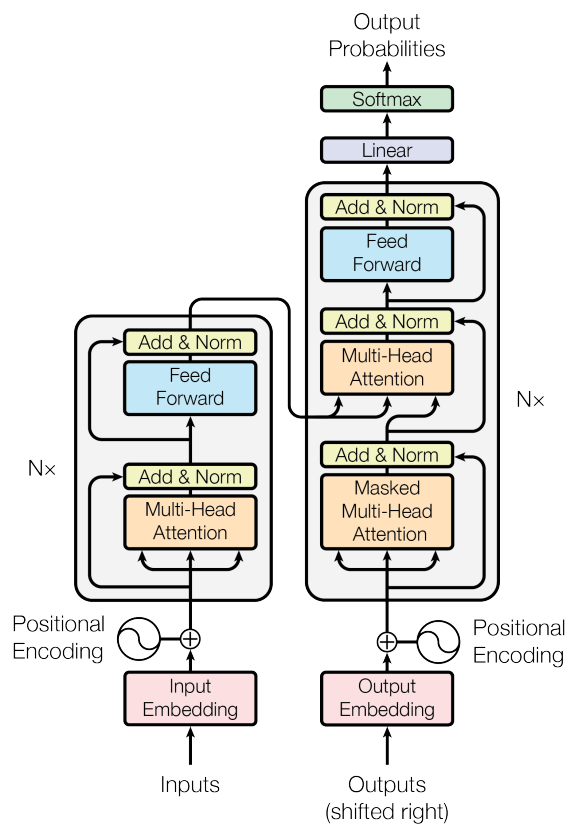 Output
Probabilities
Softmax
Linear
Add & Norm
Feed
Forward
Add & Norm
Multi-Head
Attention
Add & Norm
Masked
Multi-Head
Attention
Nx
Add & Norm
Feed
Forward
Add & Norm
Multi-Head
Attention
Nx
Positional
Encoding
Positional
Encoding
Input
Embedding
Output
Embedding
Inputs
Outputs
(shifted right)